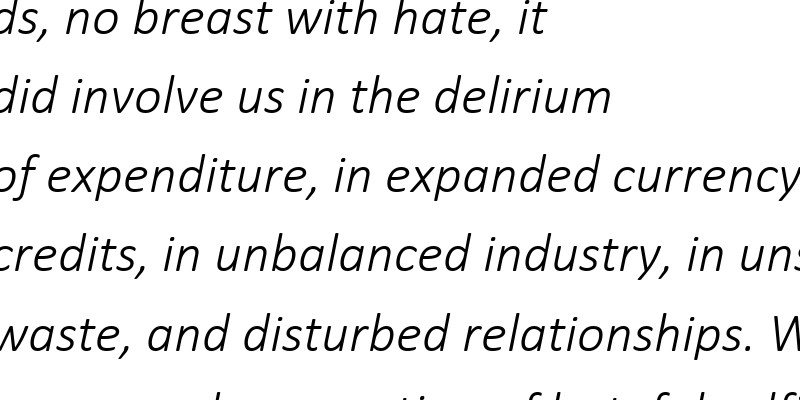 ds, no breast with hate, it
did involve us in the delirium
of expenditure, in expanded currency
credits, in unbalanced industry, in uns
waste, and disturbed relationships. W